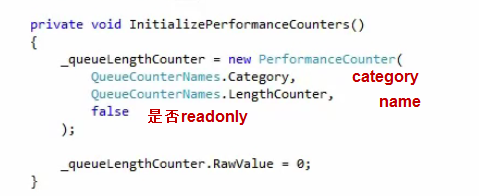 private void InitializePerformanceCounters()
{
_queueLengthCounter = new PerformanceCounter(
QueueCounterNames.Category, category
QueueCounterNames.LengthCounter, name
false 是否readonly
);
_queueLengthCounter.RawValue = 0;
}